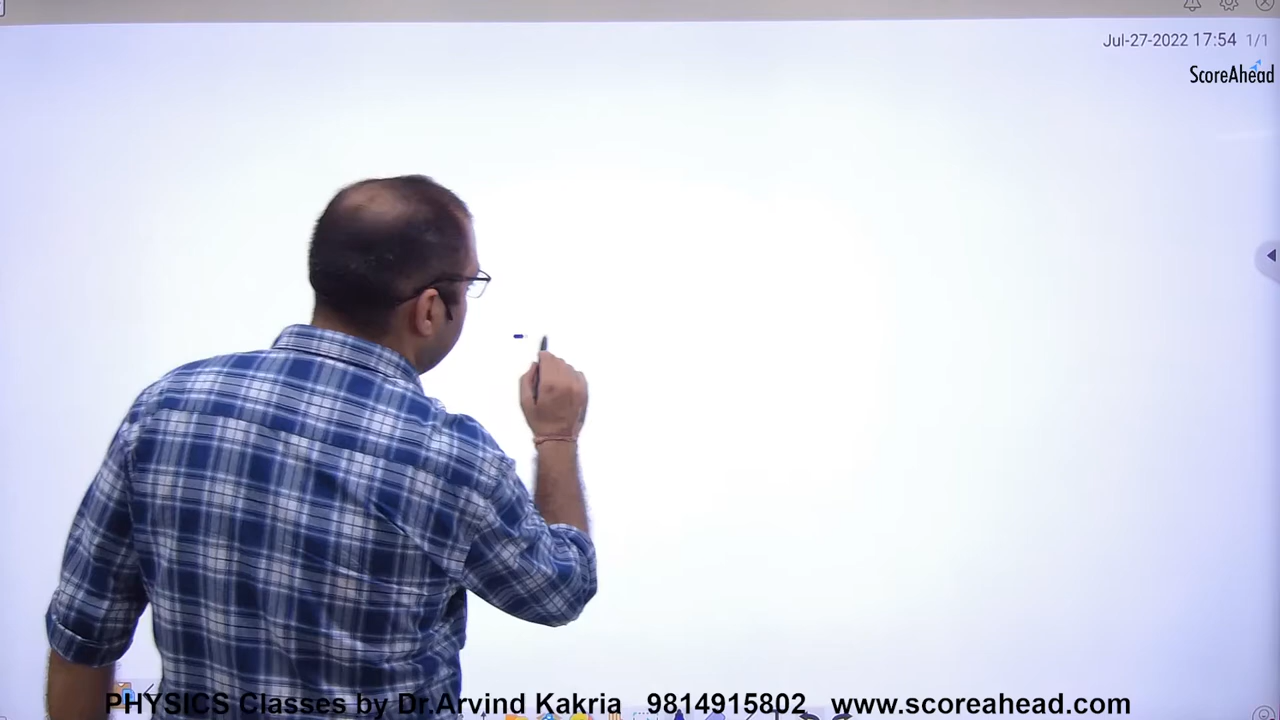 Jul-27-2022 17:54 1/1
ScoreAhead
PHYSICS Classes by Dr.Arvind Kakria 9814915802 www.scoreahead.com